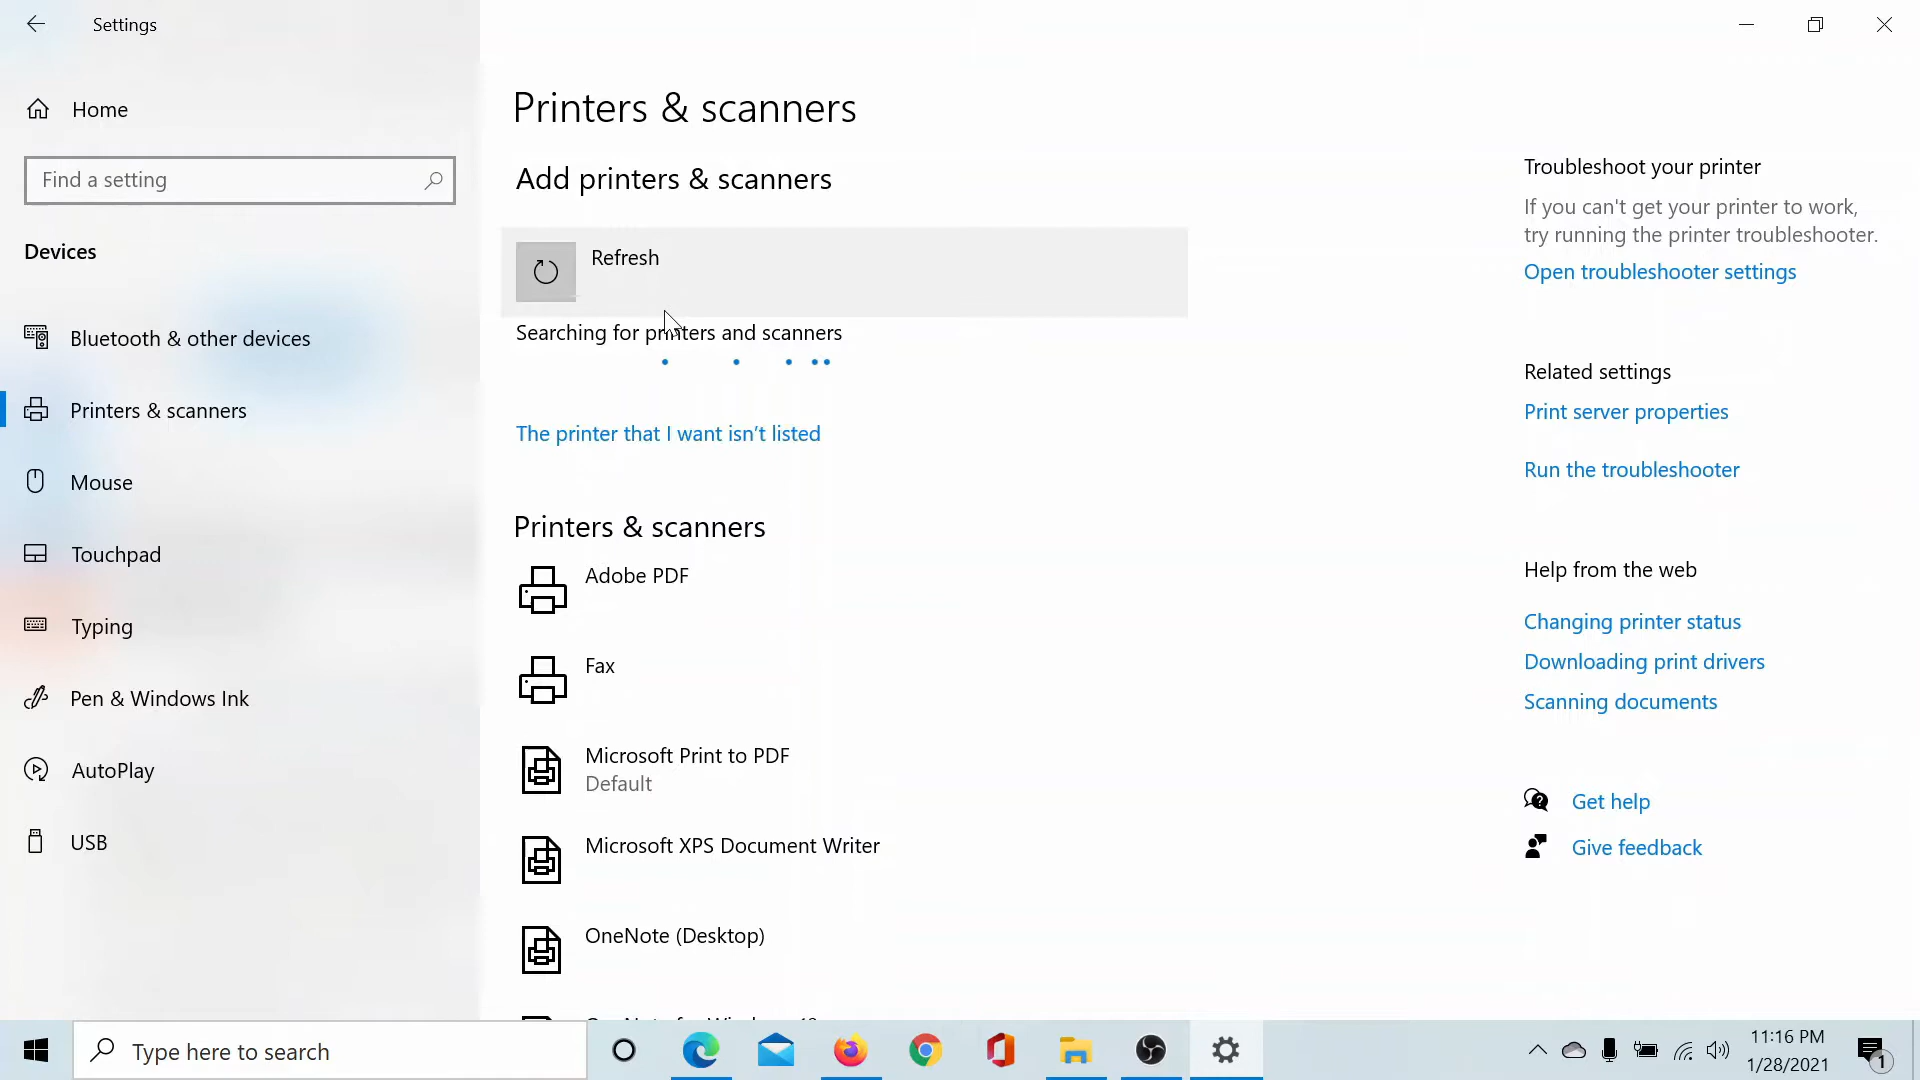 Settings
Home
Find a setting
Devices
Bluetooth & other devices
Printers & scanners
Mouse
Touchpad
Typing
Pen & Windows Ink
AutoPlay
USB
Printers & scanners
Add printers & scanners
Refresh
Searching for printers and scanners
The printer that I want isn't listed
Printers & scanners
Adobe PDF
Fax
Microsoft Print to PDF
Default
Microsoft XPS Document Writer
OneNote (Desktop)
Troubleshoot your printer
If you can't get your printer to work,
try running the printer troubleshooter.
Open troubleshooter settings
Related settings
Print server properties
Run the troubleshooter
Help from the web
Changing printer status
Downloading print drivers
Scanning documents
Get help
Give feedback
Type here to search
11:16 PM
1/28/2021
1